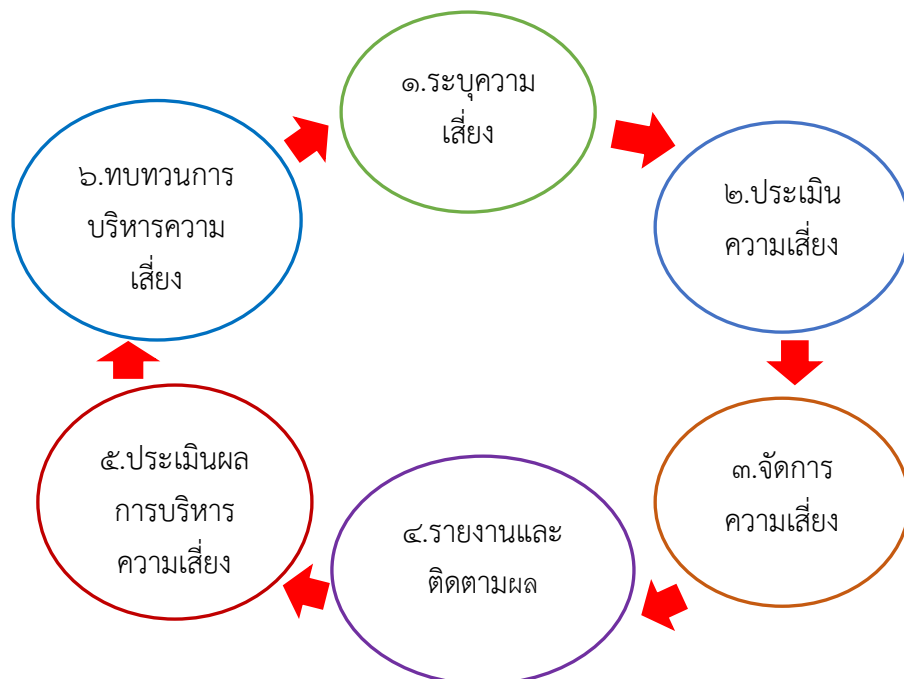 ๑.ระบุความ
เสี่ยง
๒.ประเมิน
ความเสี่ยง
๓.จัดการ
ความเสี่ยง
๔.รายงานและ
ติดตามผล
๕.ประเมินผล
การบริหาร
ความเสี่ยง
๖.ทบทวนการ
บริหารความ
เสี่ยง